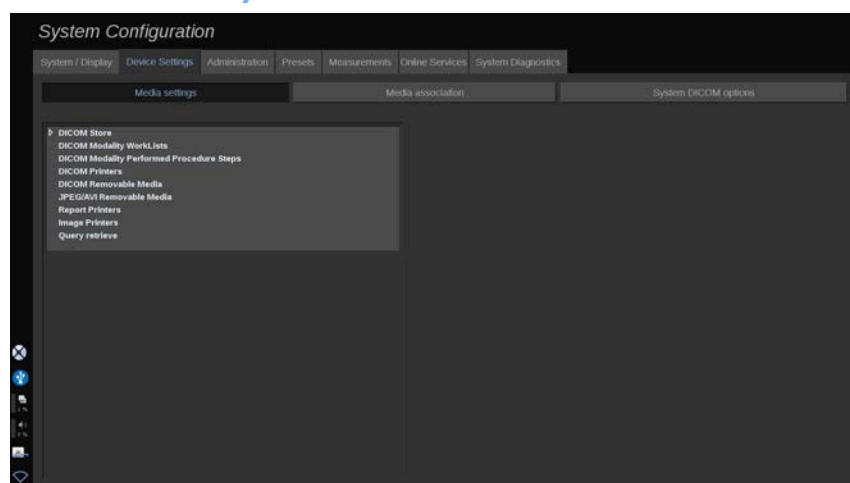 System Configuration
System / Display Device Settings Administration Presets Measurements Online Services System Diagnostics
Media settings Media association System DICOM options
DICOM Store
DICOM Modality WorkLists
DICOM Modality Performed Procedure Steps
DICOM Printers
DICOM Removable Media
JPEG/AVI Removable Media
Report Printers
Image Printers
Query retrieve